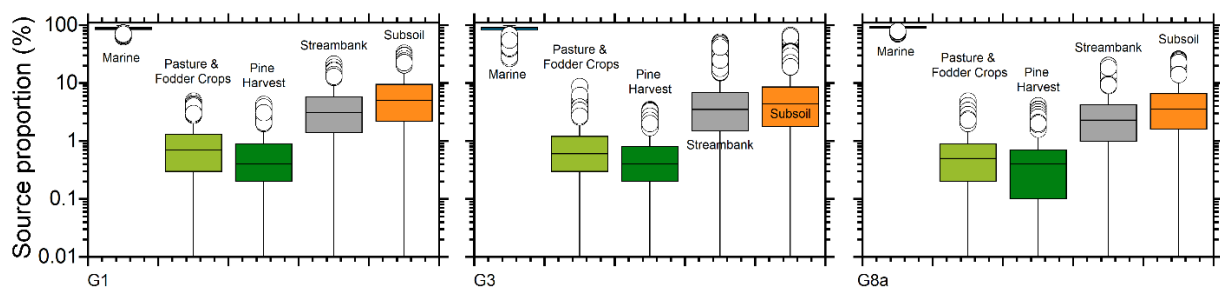 Source proportion (%)
100
10
1
0.1
0.01
Marine
Pasture &
Fodder Crops
Pine
Harvest
Streambank
Subsoil
G1
Marine
Pasture &
Fodder Crops
Pine
Harvest
Streambank
Subsoil
G3
Marine
Pasture &
Fodder Crops
Pine
Harvest
Streambank
Subsoil
G8a